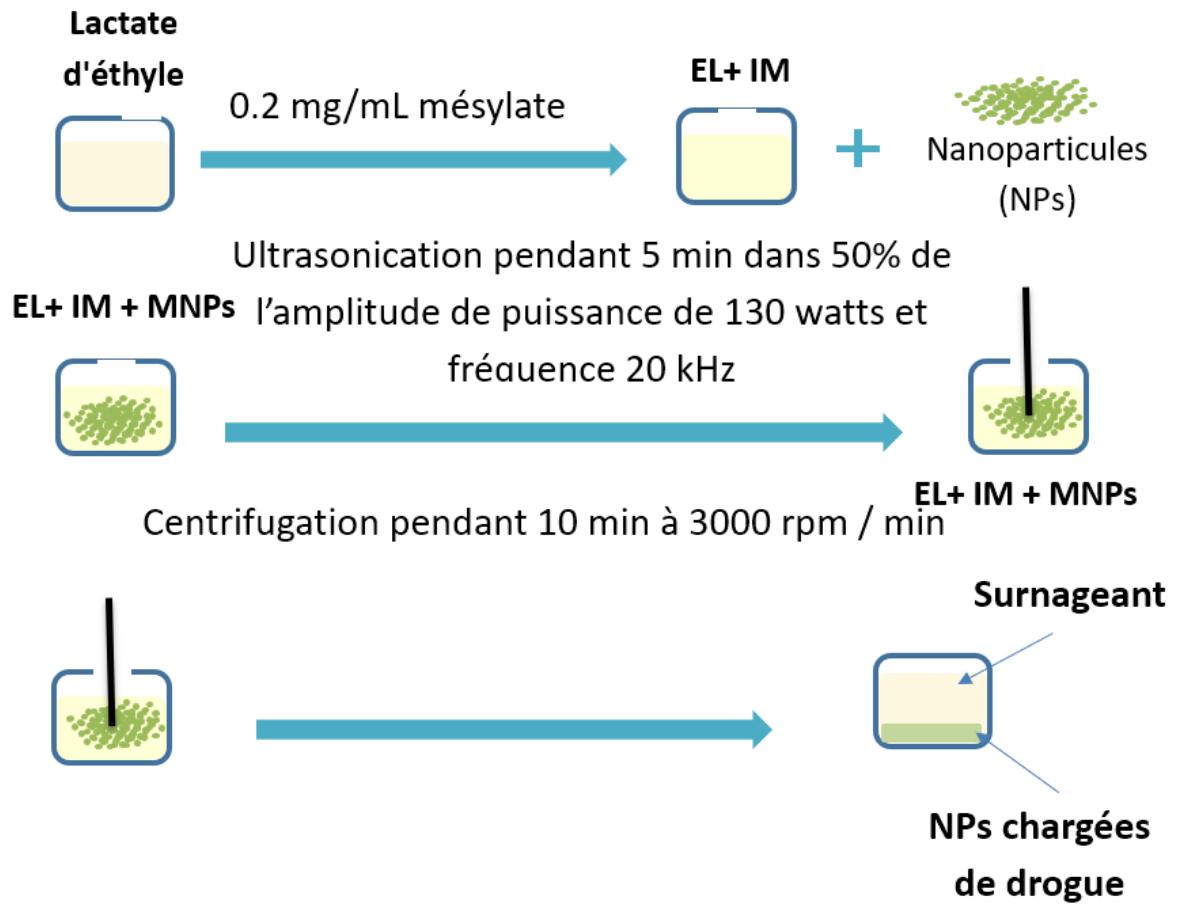 Lactate
d'éthyle
0.2 mg/mL mésylate
EL+ IM
Nanoparticules
(NPs)
Ultrasonication pendant 5 min dans 50% de
l’amplitude de puissance de 130 watts et
fréquence 20 kHz
EL+ IM + MNPs
EL+ IM + MNPs
Centrifugation pendant 10 min à 3000 rpm / min
Surnageant
NPs chargées
de drogue